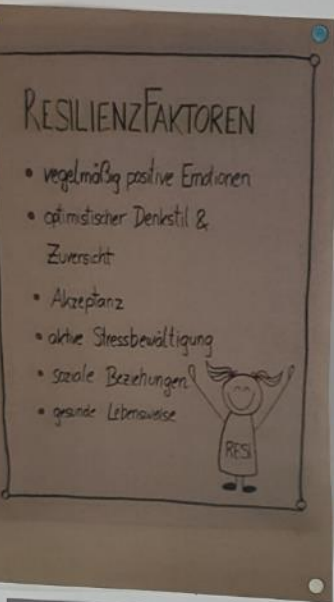 RESILIENZFAKTOREN
• regelmäßig positive Emotionen
• optimistischer Denkstil &
Zuversicht
• Akzeptanz
• aktive Stressbewältigung
• soziale Beziehungen
• gesunde Lebensweise
RESI